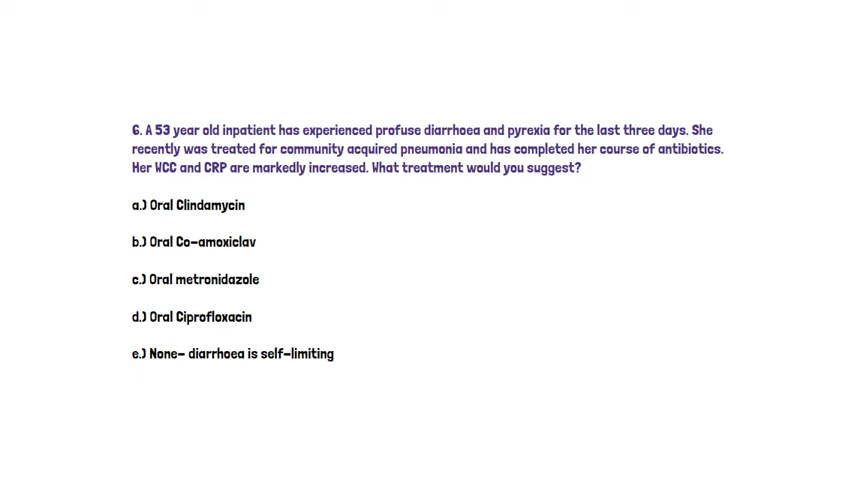 6. A 53 year old inpatient has experienced profuse diarrhoea and pyrexia for the last three days. She
recently was treated for community acquired pneumonia and has completed her course of antibiotics.
Her WCC and CRP are markedly increased. What treatment would you suggest?
a.) Oral Clindamycin
b.) Oral Co-amoxiclav
c.) Oral metronidazole
d.) Oral Ciprofloxacin
e.) None- diarrhoea is self-limiting